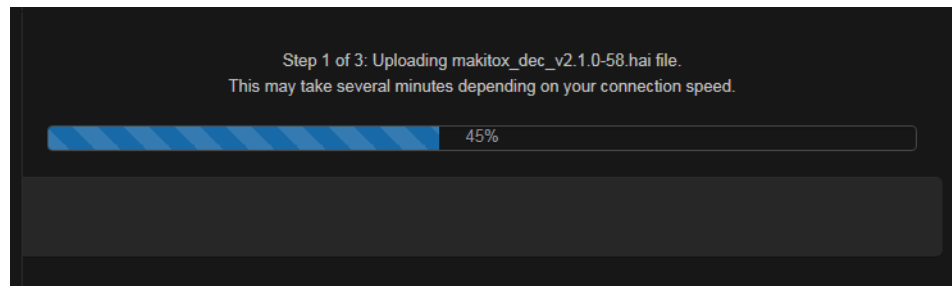 Step 1 of 3: Uploading makitox_dec_v2.1.0-58.hai file.
This may take several minutes depending on your connection speed.
45%